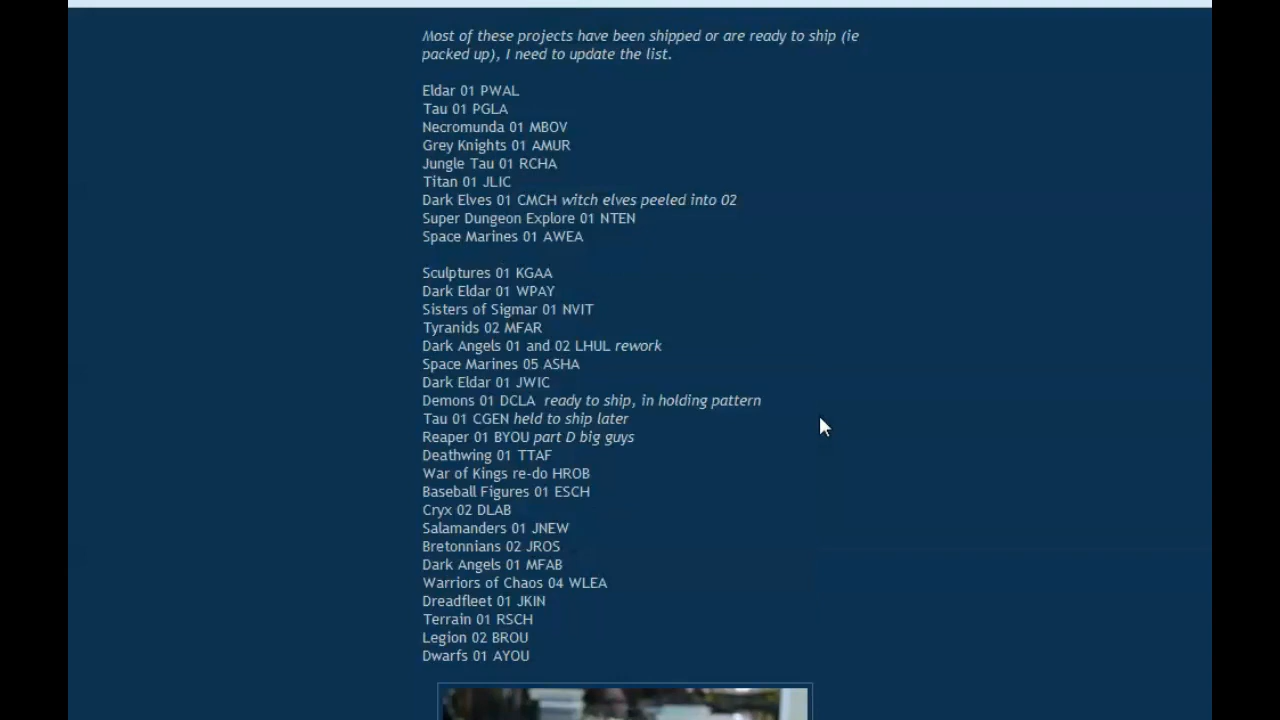 Most of these projects have been shipped or are ready to ship (ie
packed up), I need to update the list.
Eldar 01 PWAL
Tau 01 PGLA
Necromunda 01 MBOV
Grey Knights 01 AMUR
Jungle Tau 01 RCHA
Titan 01 JLIC
Dark Elves 01 CMCH witch elves peeled into 02
Super Dungeon Explore 01 NTEN
Space Marines 01 AWEA
Sculptures 01 KGAA
Dark Eldar 01 WPAY
Sisters of Sigmar 01 NVIT
Tyranids 02 MFAR
Dark Angels 01 and 02 LHUL rework
Space Marines 05 ASHA
Dark Eldar 01 JWIC
Demons 01 DCLA  ready to ship, in holding pattern
Tau 01 CGEN held to ship later
Reaper 01 BYOU part D big guys
Deathwing 01 TTAF
War of Kings re-do HROB
Baseball Figures 01 ESCH
Cryx 02 DLAB
Salamanders 01 JNEW
Bretonnians 02 JROS
Dark Angels 01 MFAB
Warriors of Chaos 04 WLEA
Dreadfleet 01 JKIN
Terrain 01 RSCH
Legion 02 BROU
Dwarfs 01 AYOU